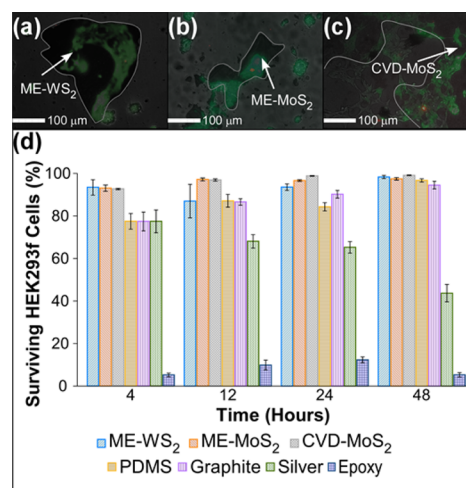 (a)
ME-WS2
100 μm
(b)
ME-MoS2
100 μm
(c)
CVD-MoS2
100 μm
(d)
Surviving HEK293f Cells (%)
100
80
60
40
20
0
4 12 24 48
Time (Hours)
ME-WS2 ME-MoS2 CVD-MoS2
PDMS Graphite Silver Epoxy